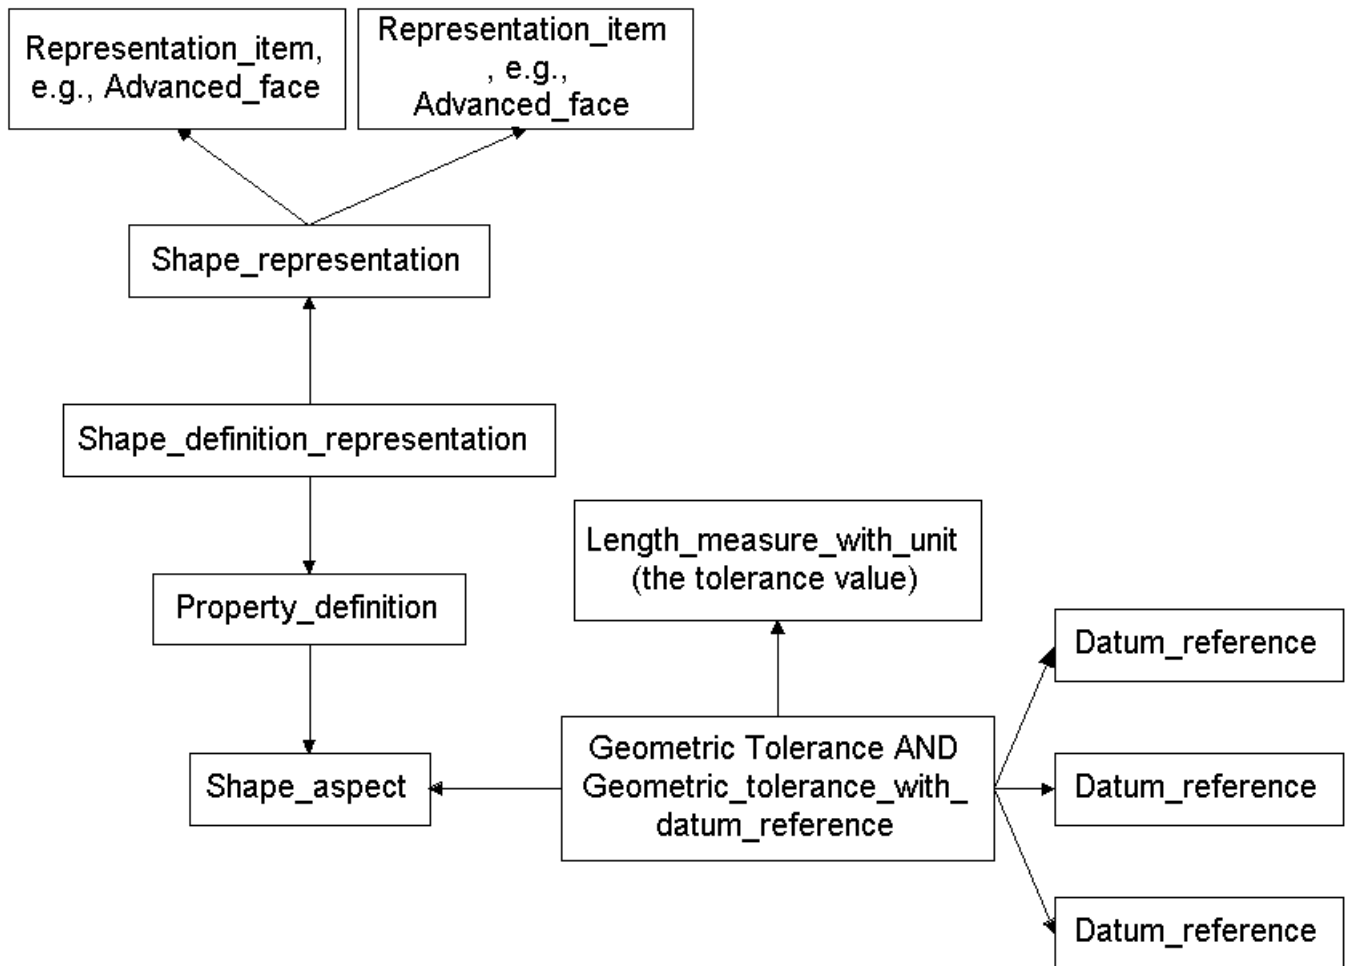 Representation_item,
e.g., Advanced_face
Representation_item
, e.g.,
Advanced_face
Shape_representation
Shape_definition_representation
Length_measure_with_unit
(the tolerance value)
Property_definition
Datum_reference
Geometric Tolerance AND
Geometric_tolerance_with_
datum_reference
Shape_aspect
Datum_reference
Datum_reference